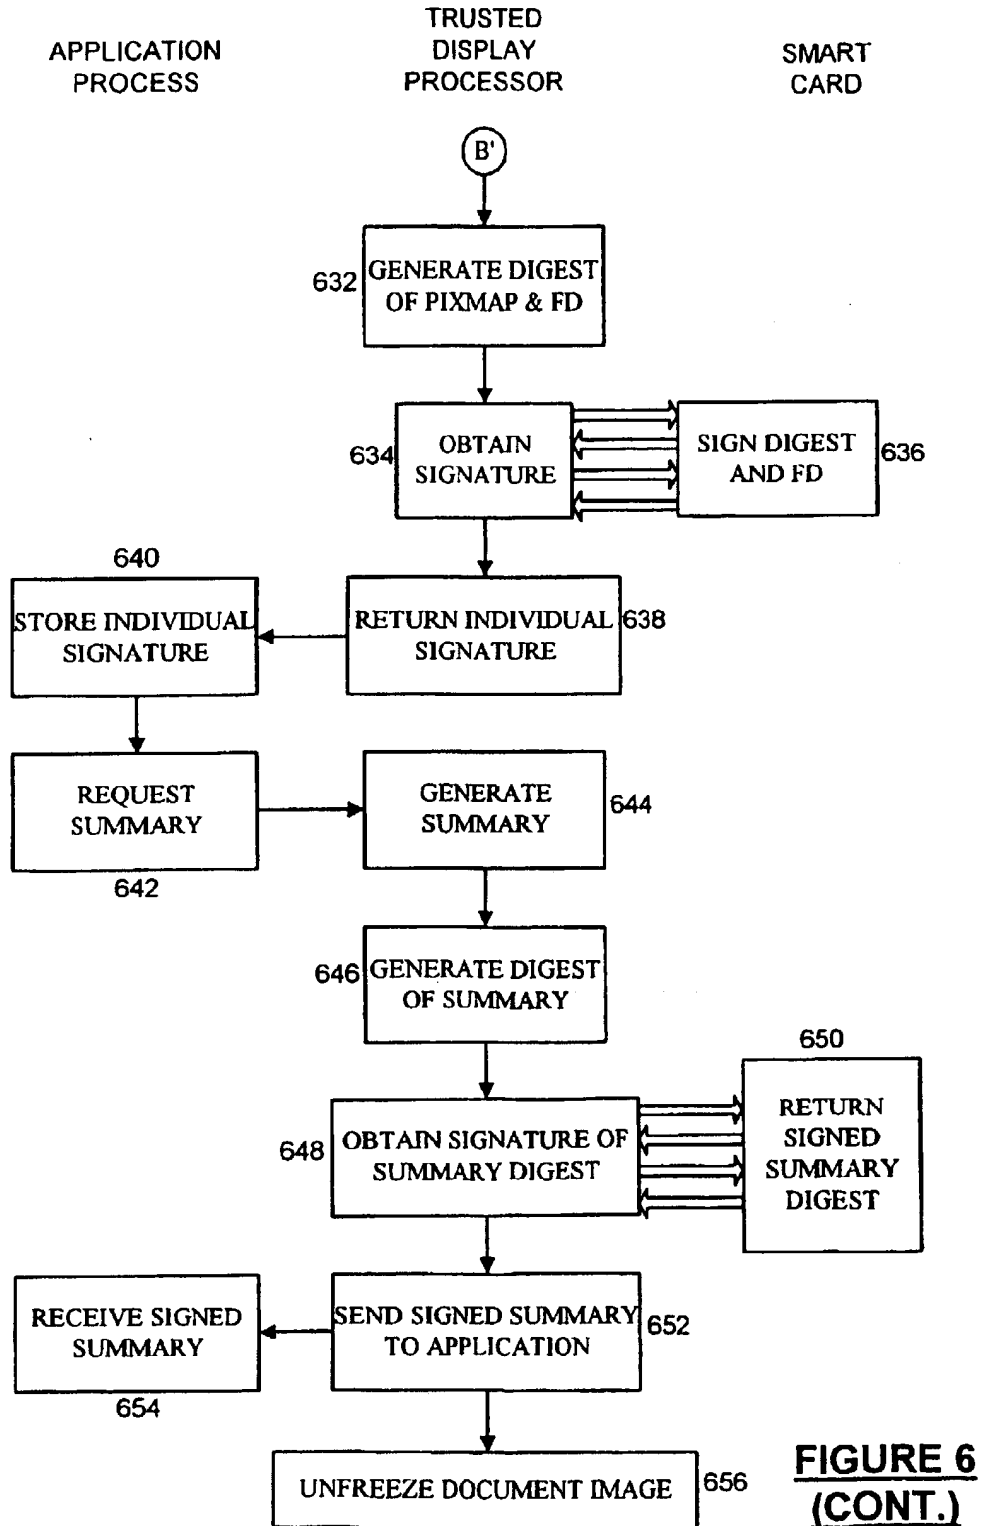 APPLICATION
PROCESS
TRUSTED
DISPLAY
PROCESSOR
SMART
CARD
B'
632
GENERATE DIGEST
OF PIXMAP & FD
634
OBTAIN
SIGNATURE
SIGN DIGEST
AND FD
636
640
STORE INDIVIDUAL
SIGNATURE
RETURN INDIVIDUAL
SIGNATURE
638
REQUEST
SUMMARY
642
GENERATE
SUMMARY
644
646
GENERATE DIGEST
OF SUMMARY
648
OBTAIN SIGNATURE OF
SUMMARY DIGEST
650
RETURN
SIGNED
SUMMARY
DIGEST
RECEIVE SIGNED
SUMMARY
654
SEND SIGNED SUMMARY
TO APPLICATION
652
UNFREEZE DOCUMENT IMAGE
656
FIGURE 6
(CONT.)